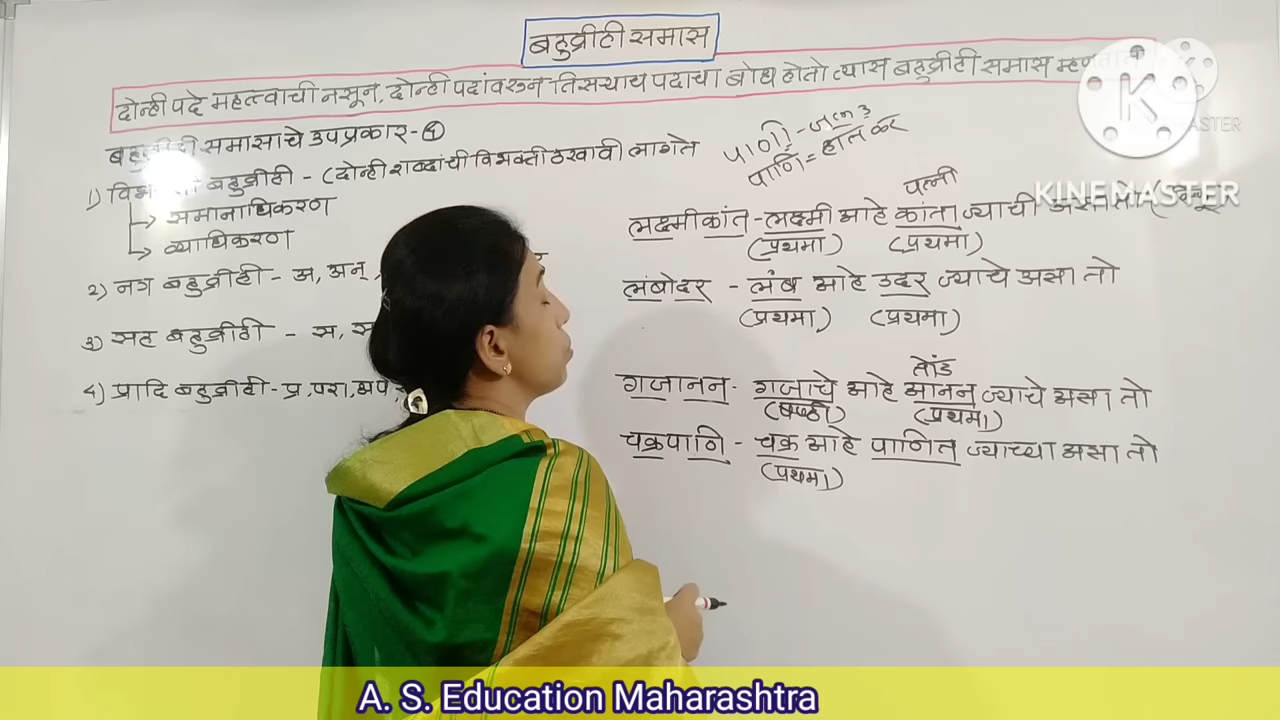 बहुव्रीही समास
दोन्ही पदे महत्त्वाची नसून, दोन्ही पदांवरून तिसऱ्याच पदाचा बोध होतो त्यास बहुव्रीही समास म्हणतात
बहुव्रीही समासाचे उपप्रकार - ४
पाणी - जल
पाणि = हात कर
1) विभक्ती बहुव्रीही - (दोन्ही शब्दांची विभक्ती ठरवावी लागते
समानाधिकरण
व्याधिकरण
2) नञ बहुव्रीही - अ, अन्,
3) सह बहुव्रीही - स,
4) प्रादि बहुव्रीही - प्र, परा, अप
पत्नी
लक्ष्मीकांत - लक्ष्मी आहे कांता ज्याची असा तो
(प्रथमा) (प्रथमा)
लंबोदर - लंब आहे उदर ज्याचे असा तो
(प्रथमा) (प्रथमा)
तोंड
गजानन - गजाचे आहे आनन ज्याचे असा तो
(षष्ठी) (प्रथमा)
चक्रपाणि - चक्र आहे पाणित ज्याच्या असा तो
(प्रथमा)
K
KINEMASTER
A. S. Education Maharashtra